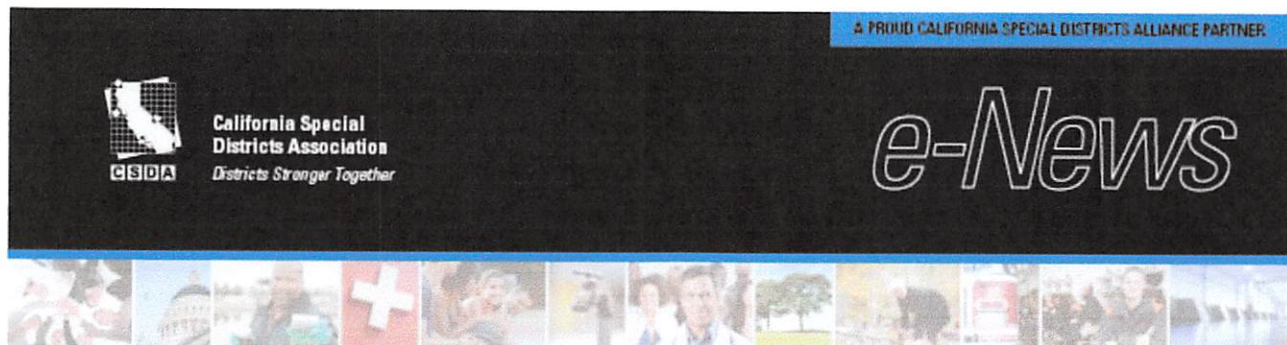 A PROUD CALIFORNIA SPECIAL DISTRICTS ALLIANCE PARTNER
California Special
Districts Association
CSDA
Districts Stronger Together
e-News